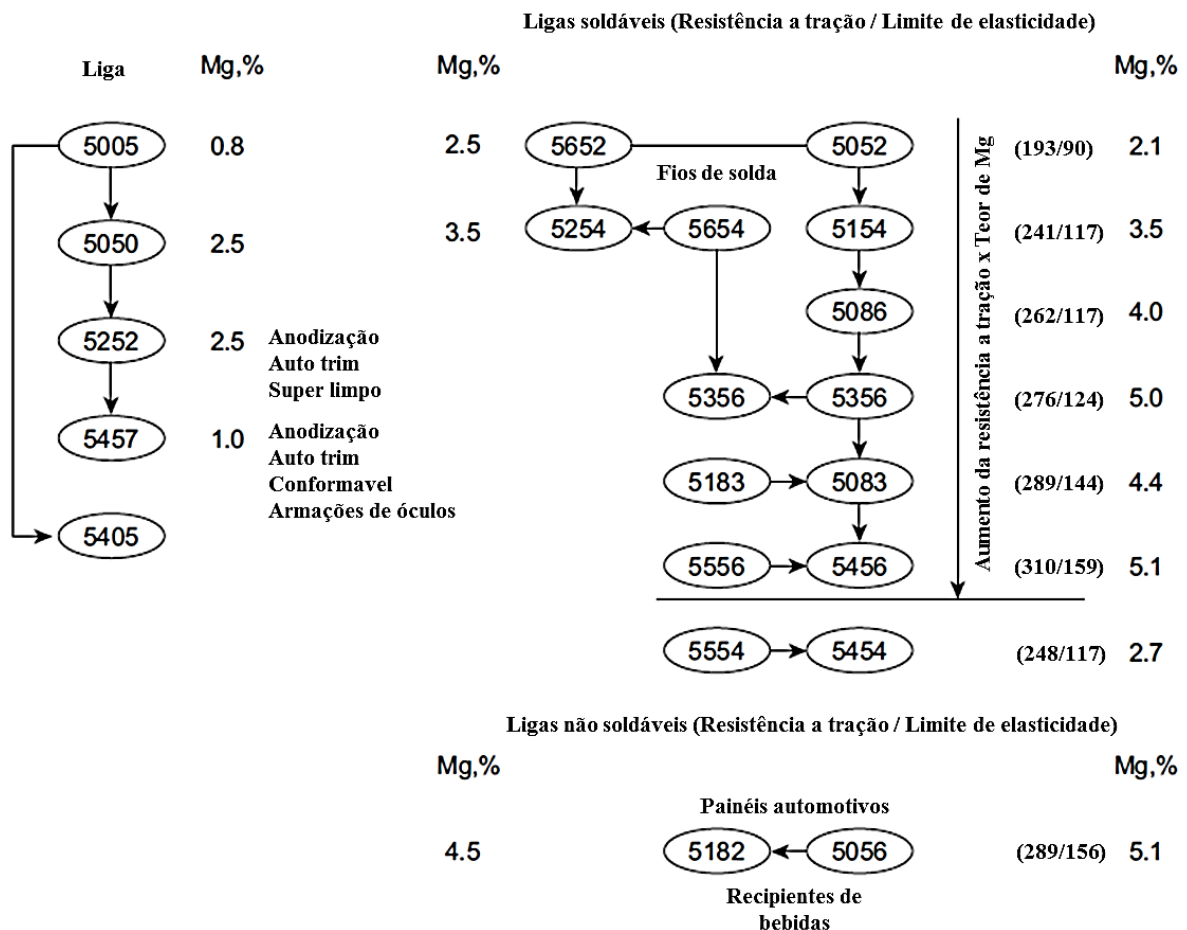 Ligas soldáveis (Resistência a tração / Limite de elasticidade)
Liga Mg,% Mg,% Mg,%
5005 0.8 2.5 5652 5052 (193/90) 2.1
Fios de solda
5050 2.5 3.5 5254 5654 5154 (241/117) 3.5
5086 (262/117) 4.0
5252 2.5 Anodização
Auto trim
Super limpo
5356 5356 (276/124) 5.0
5457 1.0 Anodização
Auto trim
Conformavel
Armações de óculos
5183 5083 (289/144) 4.4
5405
5556 5456 (310/159) 5.1
Aumento da resistência a tração x Teor de Mg
5554 5454 (248/117) 2.7
Ligas não soldáveis (Resistência a tração / Limite de elasticidade)
Mg,% Mg,%
Painéis automotivos
4.5 5182 5056 (289/156) 5.1
Recipientes de
bebidas